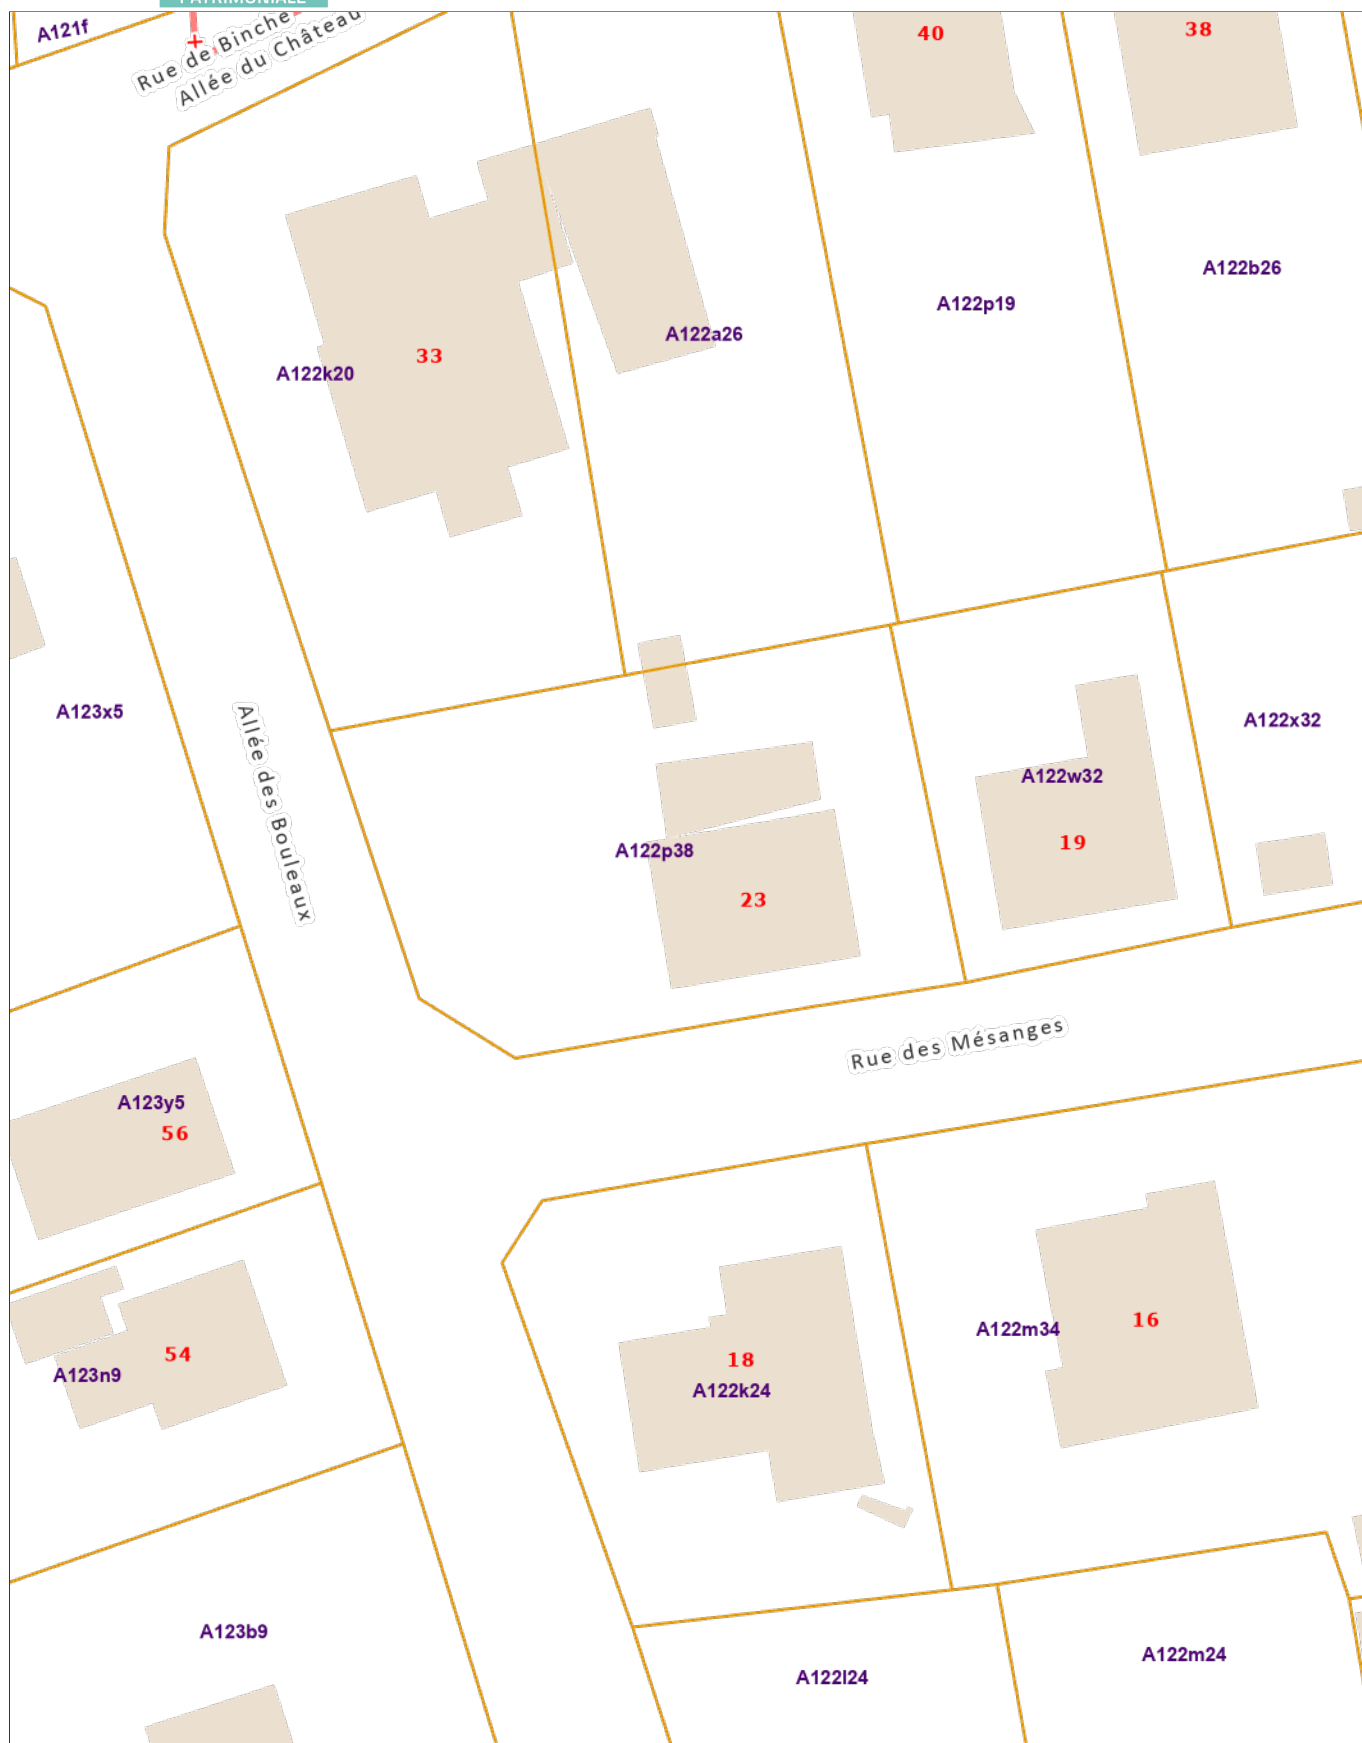 PATRIMONIALE
A121f
Rue de Binche
Allée du Château
40
38
A122b26
A122p19
A122a26
33
A122k20
A123x5
A122x32
Allée des Bouleaux
A122w32
19
A122p38
23
Rue des Mésanges
A123y5
56
A122m34
16
54
A123n9
18
A122k24
A123b9
A122l24
A122m24